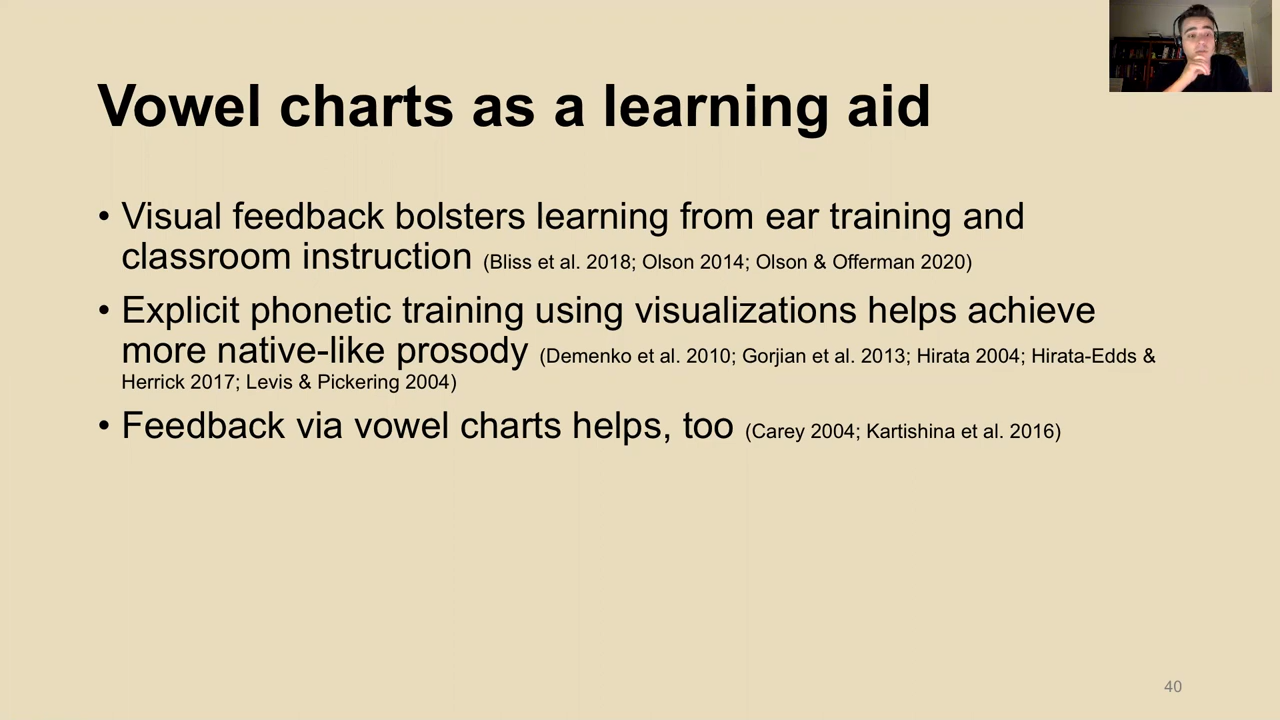 Vowel charts as a learning aid
• Visual feedback bolsters learning from ear training and
classroom instruction (Bliss et al. 2018; Olson 2014; Olson & Offerman 2020)
• Explicit phonetic training using visualizations helps achieve
more native-like prosody (Demenko et al. 2010; Gorjian et al. 2013; Hirata 2004; Hirata-Edds &
Herrick 2017; Levis & Pickering 2004)
• Feedback via vowel charts helps, too (Carey 2004; Kartishina et al. 2016)
40